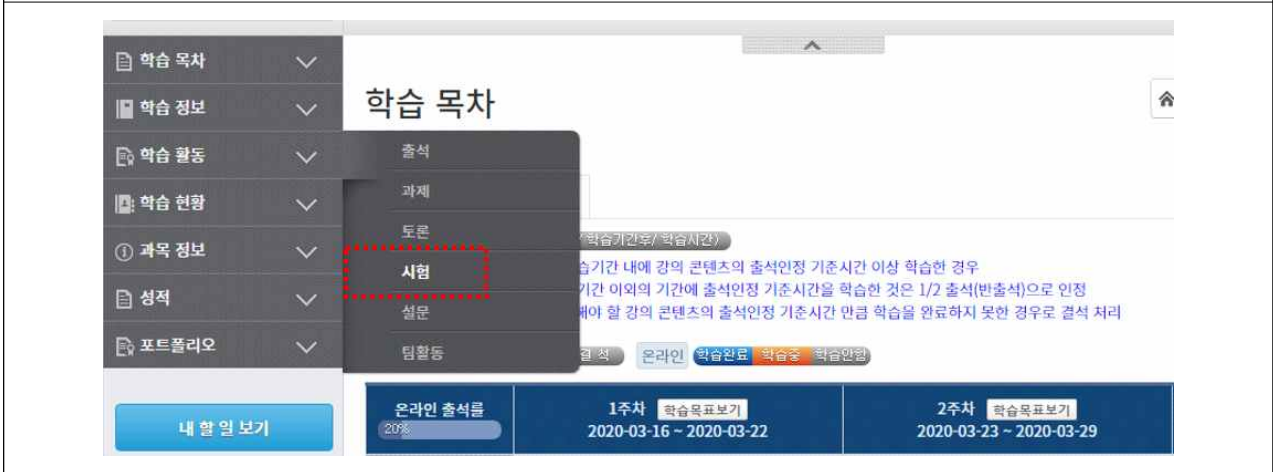 학습 목차
학습 정보
학습 활동
학습 현황
과목 정보
성적
포트폴리오
내 할 일 보기
출석
과제
토론
시험
설문
팀활동
학습 목차
학습기간후/ 학습시간)
기간 내에 강의 콘텐츠의 출석인정 기준시간 이상 학습한 경우
기간 이외의 기간에 출석인정 기준시간을 학습한 것은 1/2 출석(반출석)으로 인정
할 강의 콘텐츠의 출석인정 기준시간 만큼 학습을 완료하지 못한 경우로 결석 처리
결 석 온라인 학습완료 학습중 학습안함
온라인 출석률
20%
1주차 학습목표보기
2020-03-16 ~ 2020-03-22
2주차 학습목표보기
2020-03-23 ~ 2020-03-29